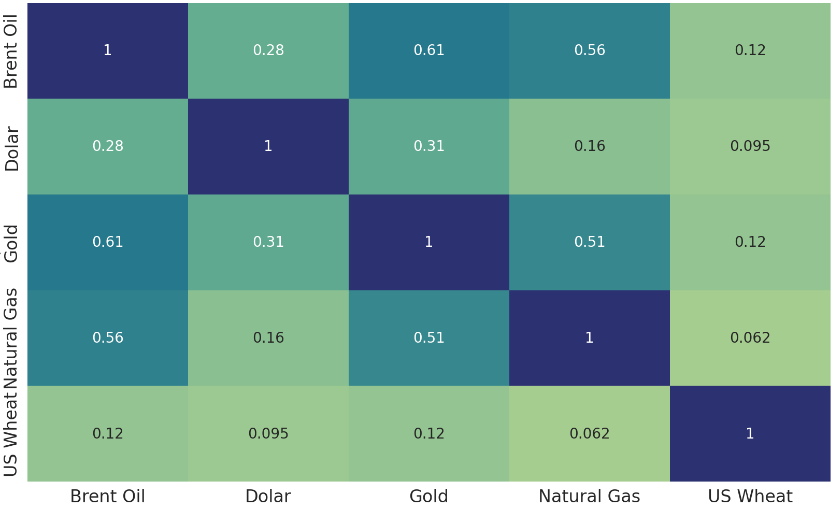 Brent Oil 1 0.28 0.61 0.56 0.12
Dolar 0.28 1 0.31 0.16 0.095
Gold 0.61 0.31 1 0.51 0.12
Natural Gas 0.56 0.16 0.51 1 0.062
US Wheat 0.12 0.095 0.12 0.062 1
Brent Oil Dolar Gold Natural Gas US Wheat